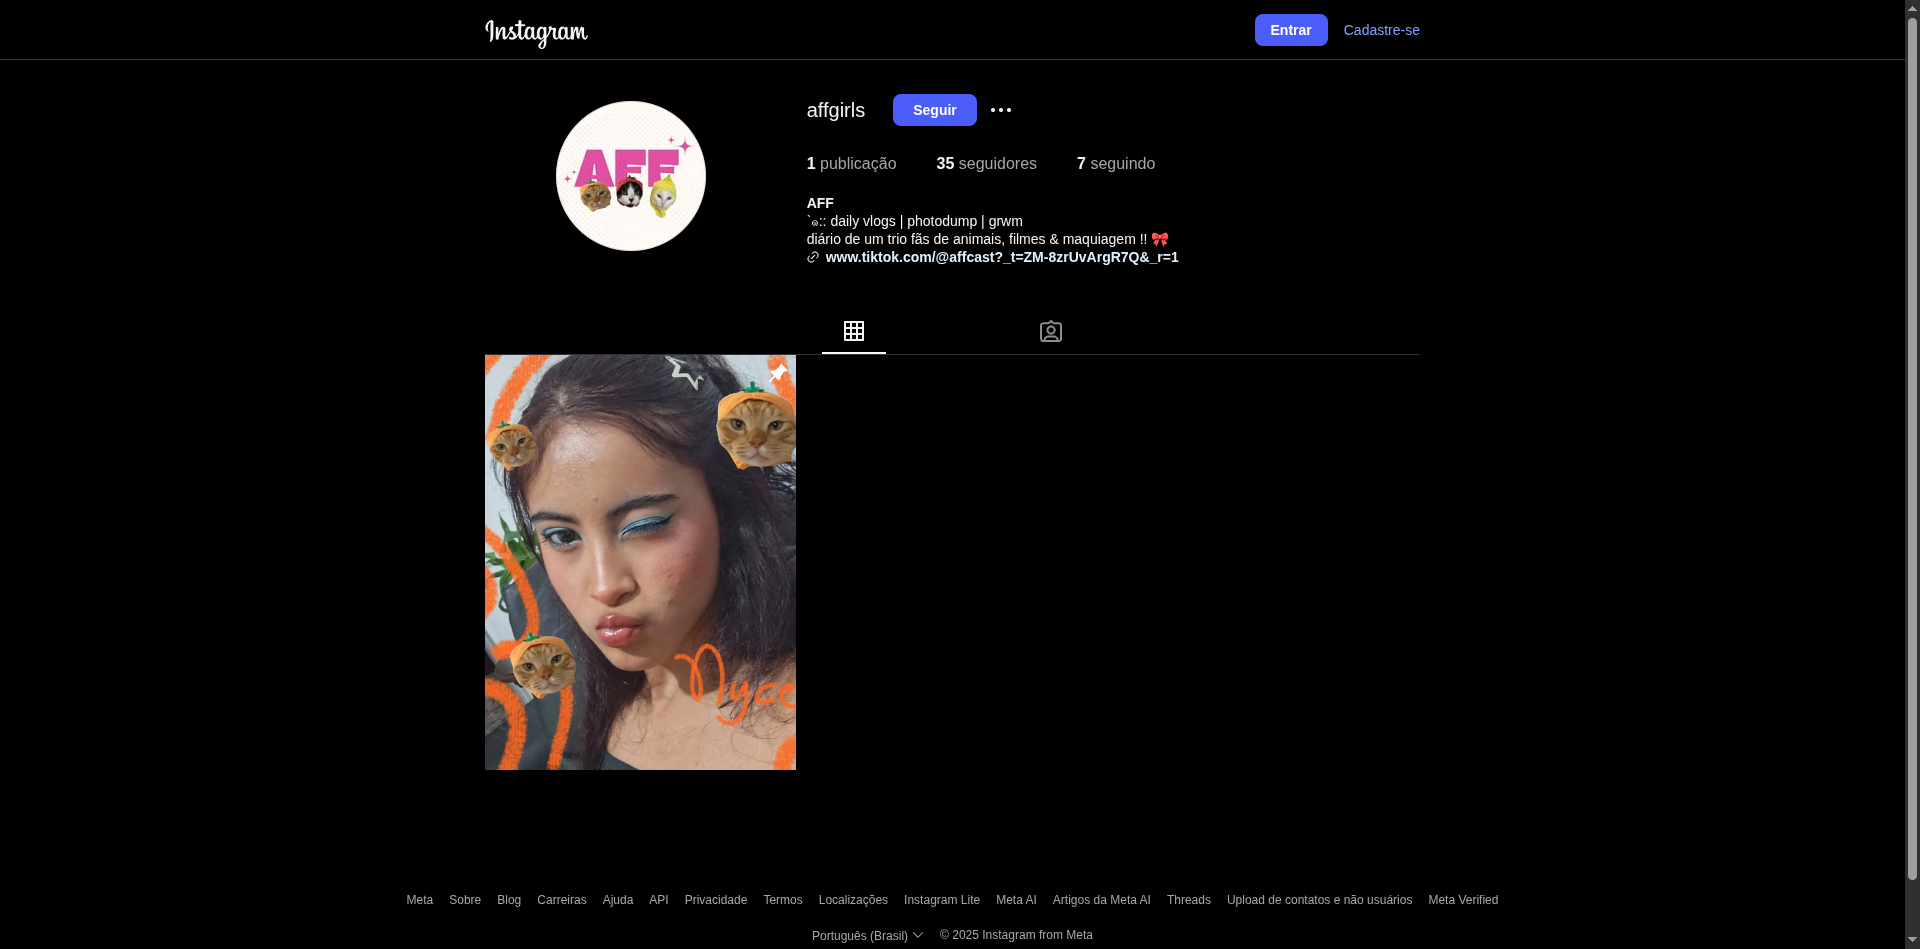 Instagram
Entrar
Cadastre-se
AFF
affgirls
Seguir
1 publicação
35 seguidores
7 seguindo
AFF
`๑:: daily vlogs | photodump | grwm
diário de um trio fãs de animais, filmes & maquiagem !! 🎀
www.tiktok.com/@affcast?_t=ZM-8zrUvArgR7Q&_r=1
Nyce
Meta Sobre Blog Carreiras Ajuda API Privacidade Termos Localizações Instagram Lite Meta AI Artigos da Meta AI Threads Upload de contatos e não usuários Meta Verified
Português (Brasil) © 2025 Instagram from Meta